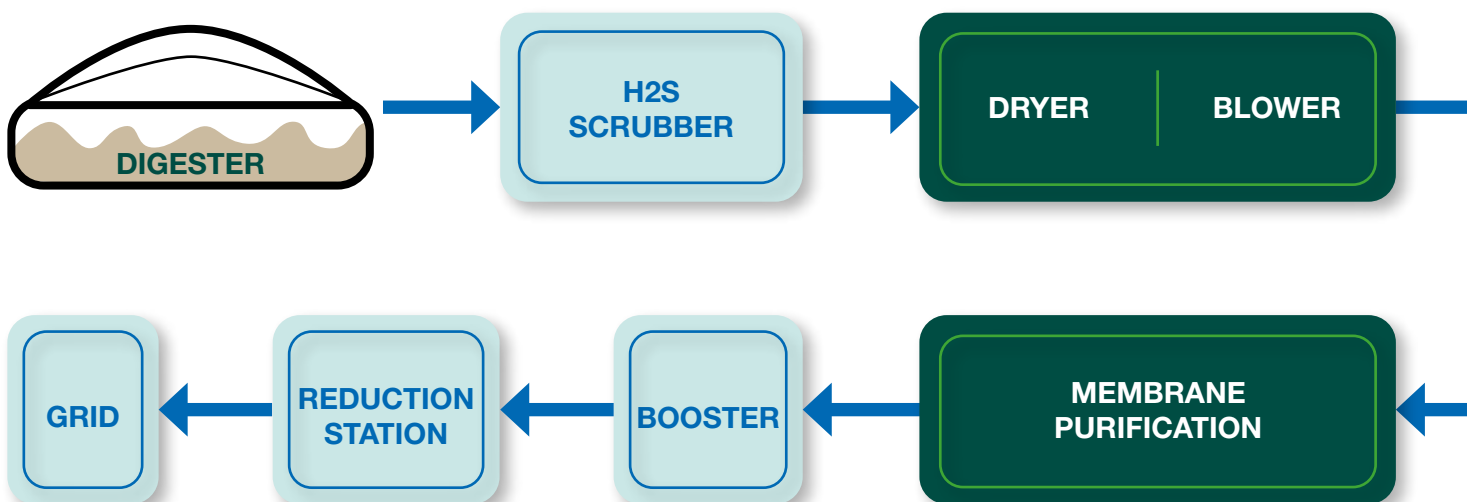 DIGESTER
H2S
SCRUBBER
DRYER
BLOWER
GRID
REDUCTION
STATION
BOOSTER
MEMBRANE
PURIFICATION